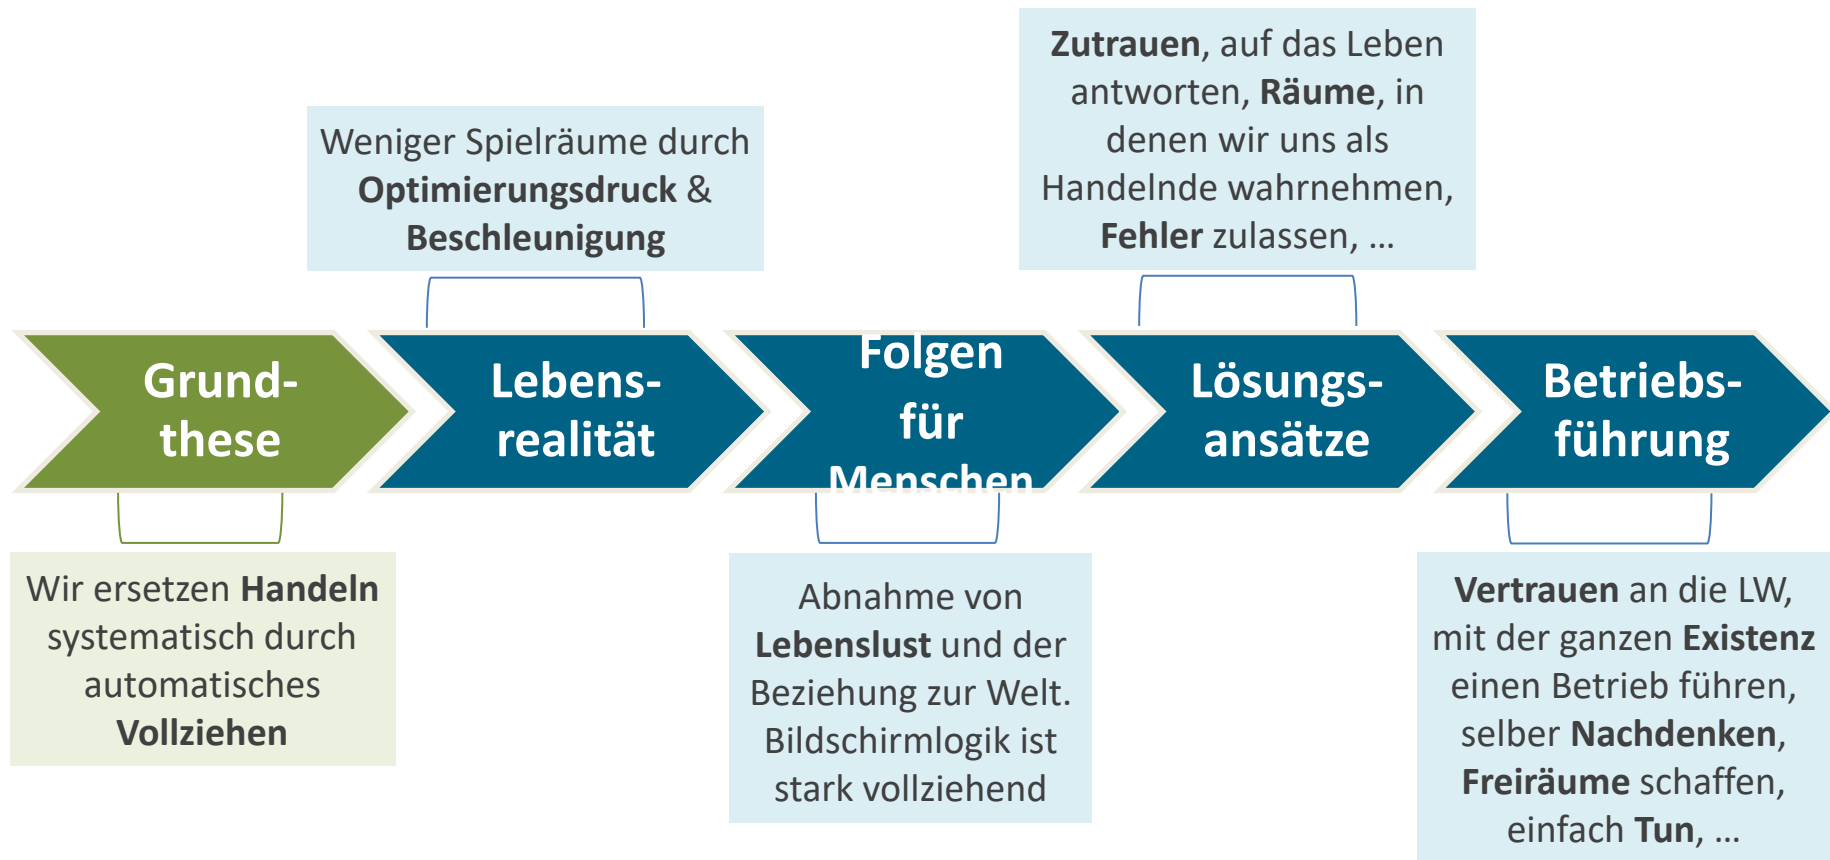 Zutrauen, auf das Leben
antworten, Räume, in
denen wir uns als
Handelnde wahrnehmen,
Fehler zulassen, …
Weniger Spielräume durch
Optimierungsdruck &
Beschleunigung
Grund-
these
Lebens-
realität
Folgen
für
Menschen
Lösungs-
ansätze
Betriebs-
führung
Wir ersetzen Handeln
systematisch durch
automatisches
Vollziehen
Abnahme von
Lebenslust und der
Beziehung zur Welt.
Bildschirmlogik ist
stark vollziehend
Vertrauen an die LW,
mit der ganzen Existenz
einen Betrieb führen,
selber Nachdenken,
Freiräume schaffen,
einfach Tun, …